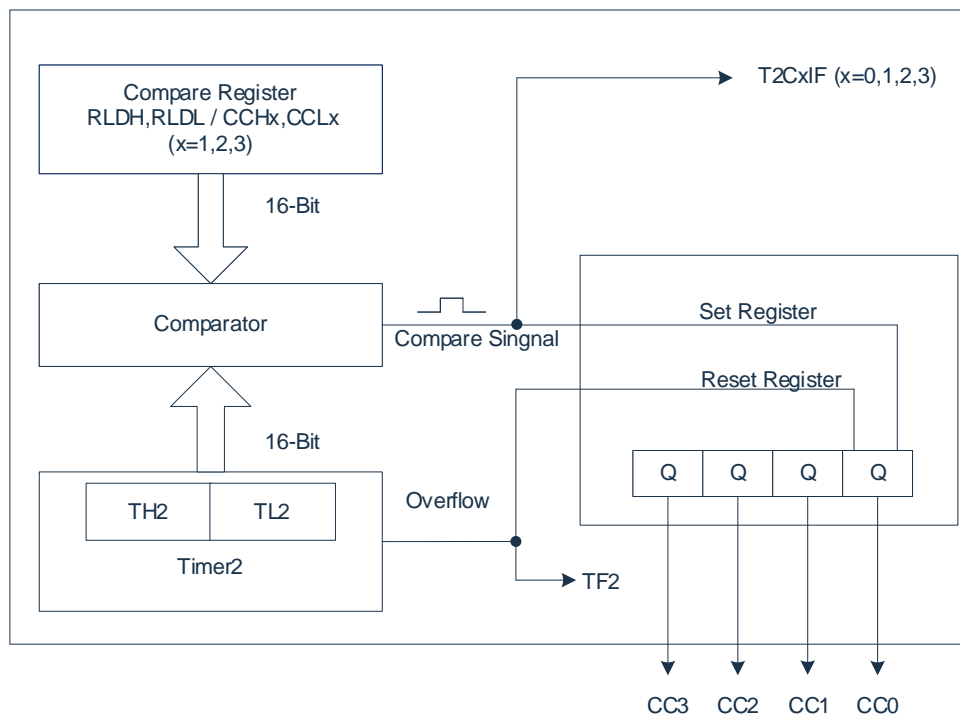 Compare Register
RLDH,RLDL / CCHx,CCLx
(x=1,2,3)
T2CxIF (x=0,1,2,3)
16-Bit
Comparator
Compare Singnal
Set Register
Reset Register
16-Bit
TH2
TL2
Timer2
Overflow
TF2
Q
Q
Q
Q
CC3
CC2
CC1
CC0